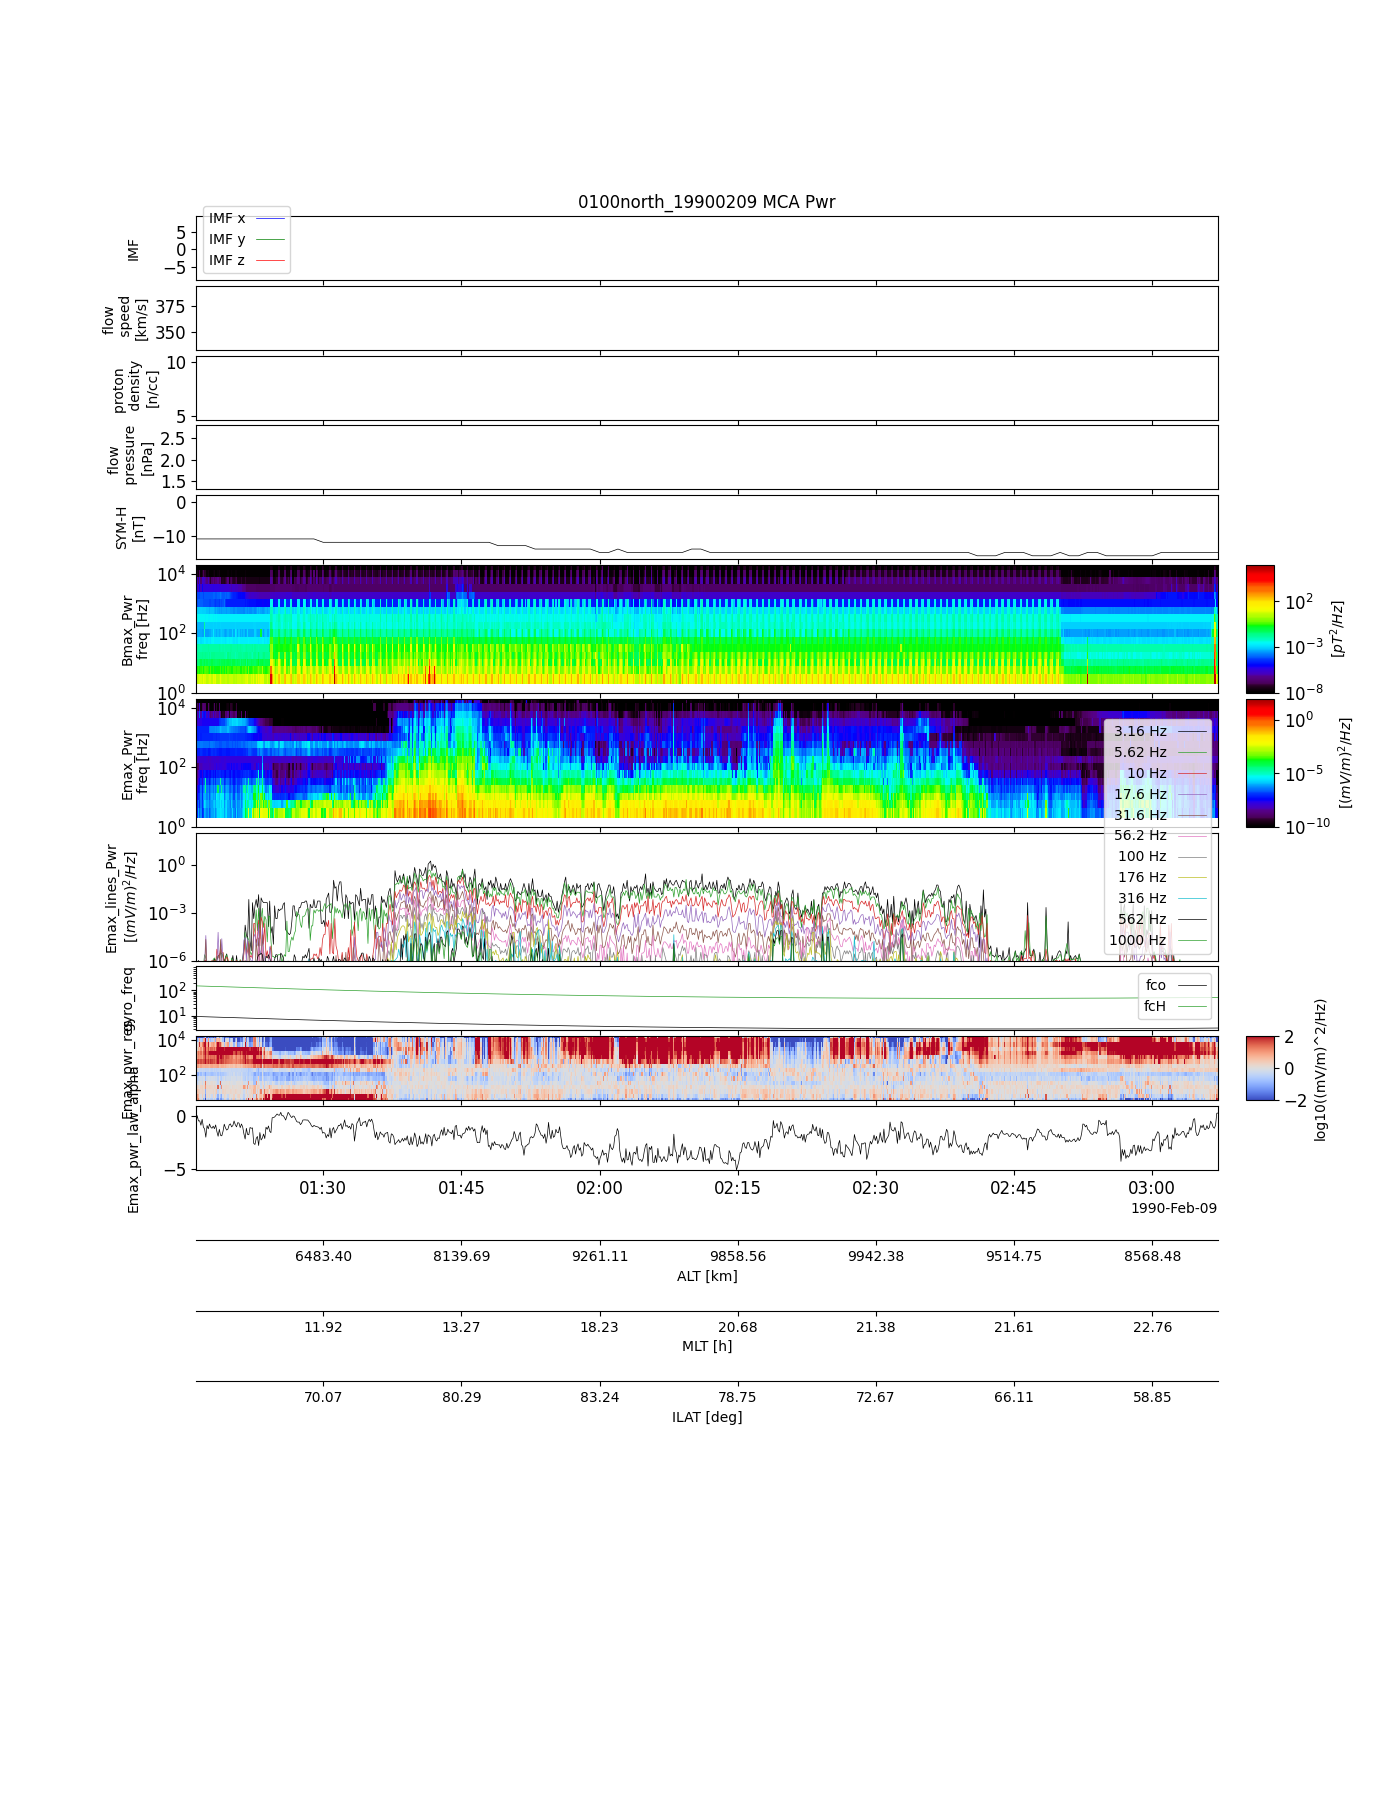 0100north_19900209 MCA Pwr
IMF x
IMF y
IMF z
IMF
5
0
−5
flow
speed
[km/s]
375
350
proton
density
[n/cc]
10
5
flow
pressure
[nPa]
2.5
2.0
1.5
SYM-H
[nT]
0
−10
Bmax_Pwr
freq [Hz]
10^4
10^2
10^0
10^2
10^−3
10^−8
[pT^2/Hz]
Emax_Pwr
freq [Hz]
10^4
10^2
10^0
10^0
10^−5
10^−10
[(mV/m)^2/Hz]
3.16 Hz
5.62 Hz
10 Hz
17.6 Hz
31.6 Hz
56.2 Hz
100 Hz
176 Hz
316 Hz
562 Hz
1000 Hz
Emax_lines_Pwr
[(mV/m)^2/Hz]
10^0
10^−3
10^−6
gyro_freq
10^2
10^1
fco
fcH
Emax_pwr_reg
10^4
10^2
2
0
−2
log10((mV/m)^2/Hz)
Emax_pwr_law_alpha
0
−5
01:30 01:45 02:00 02:15 02:30 02:45 03:00
1990-Feb-09
6483.40 8139.69 9261.11 9858.56 9942.38 9514.75 8568.48
ALT [km]
11.92 13.27 18.23 20.68 21.38 21.61 22.76
MLT [h]
70.07 80.29 83.24 78.75 72.67 66.11 58.85
ILAT [deg]